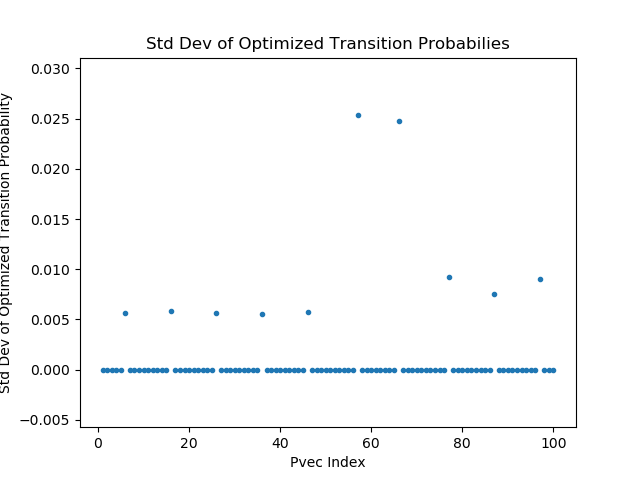 Std Dev of Optimized Transition Probabilies
Std Dev of Optimized Transition Probability
0.030
0.025
0.020
0.015
0.010
0.005
0.000
−0.005
0 20 40 60 80 100
Pvec Index